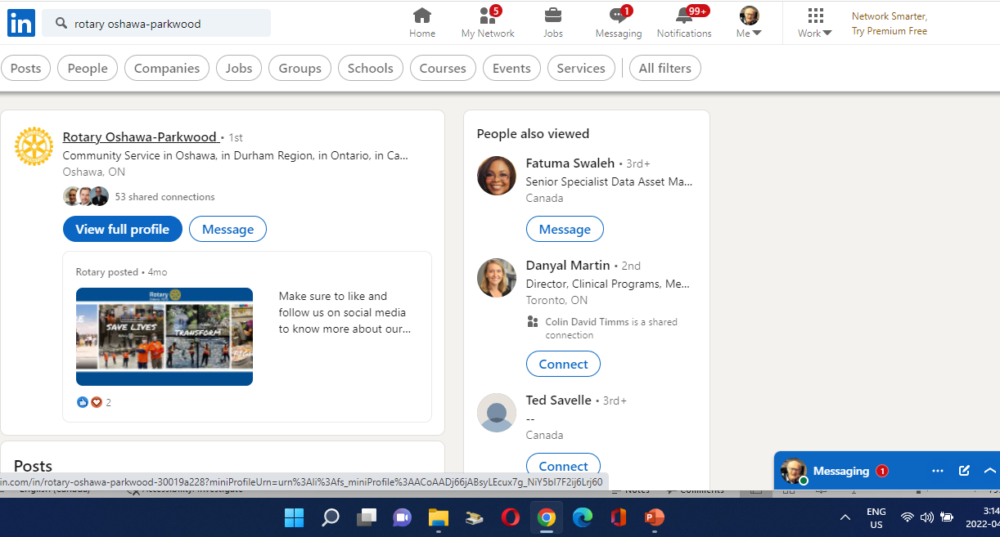 in
rotary oshawa-parkwood
Home
5
My Network
Jobs
1
Messaging
99+
Notifications
Me
Work
Network Smarter,
Try Premium Free
Posts
People
Companies
Jobs
Groups
Schools
Courses
Events
Services
All filters
Rotary Oshawa-Parkwood • 1st
Community Service in Oshawa, in Durham Region, in Ontario, in Ca...
Oshawa, ON
53 shared connections
View full profile
Message
Rotary posted • 4mo
Rotary
SAVE LIVES
TRANSFORM
Make sure to like and
follow us on social media
to know more about our...
2
Posts
People also viewed
Fatuma Swaleh • 3rd+
Senior Specialist Data Asset Ma...
Canada
Message
Danyal Martin • 2nd
Director, Clinical Programs, Me...
Toronto, ON
Colin David Timms is a shared
connection
Connect
Ted Savelle • 3rd+
--
Canada
Connect
Messaging 1
in.com/in/rotary-oshawa-parkwood-30019a228?miniProfileUrn=urn%3Ali%3Afs_miniProfile%3AACoAADj66jABsyLEcux7g_NiY5bI7F2ij6Lrj60
ENG
US
3:14
2022-04